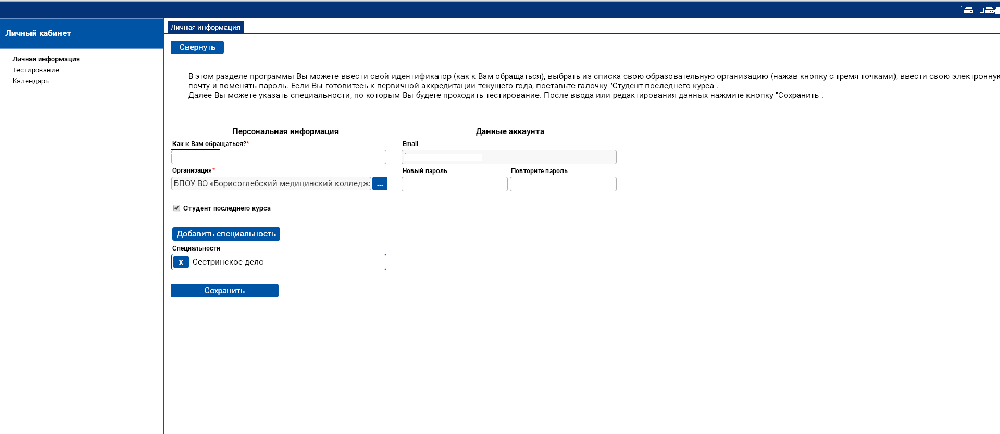 Личный кабинет
Личная информация
Тестирование
Календарь
Личная информация
Свернуть
В этом разделе программы Вы можете ввести свой идентификатор (как к Вам обращаться), выбрать из списка свою образовательную организацию (нажав кнопку с тремя точками), ввести свою электронную
почту и поменять пароль. Если Вы готовитесь к первичной аккредитации текущего года, поставьте галочку "Студент последнего курса".
Далее Вы можете указать специальности, по которым Вы будете проходить тестирование. После ввода или редактирования данных нажмите кнопку "Сохранить".
Персональная информация
Как к Вам обращаться?*
Организация*
БПОУ ВО «Борисоглебский медицинский колледж»
...
Студент последнего курса
Добавить специальность
Специальности
x Сестринское дело
Сохранить
Данные аккаунта
Email
Новый пароль Повторите пароль